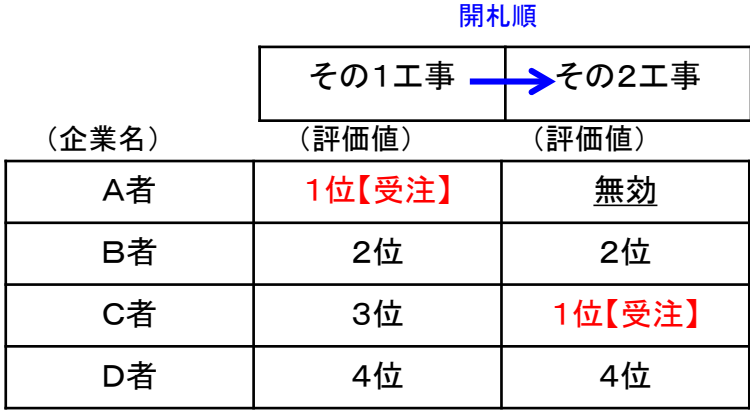 開札順
その1工事 その2工事
（企業名） （評価値） （評価値）
A者 1位【受注】 無効
B者 2位 2位
C者 3位 1位【受注】
D者 4位 4位